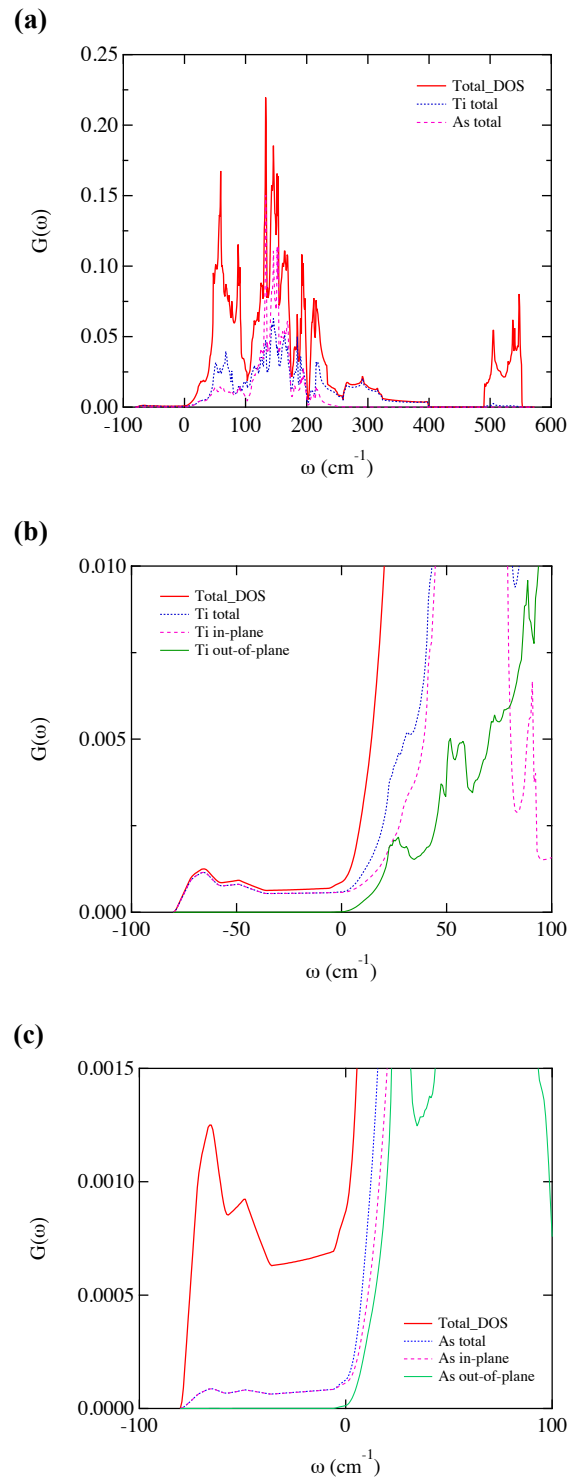 (a)
0.25
0.20
0.15
0.10
0.05
0.00
G(ω)
Total_DOS
Ti total
As total
-100 0 100 200 300 400 500 600
ω (cm-1)
(b)
0.010
0.005
0.000
G(ω)
Total_DOS
Ti total
Ti in-plane
Ti out-of-plane
-100 -50 0 50 100
ω (cm-1)
(c)
0.0015
0.0010
0.0005
0.0000
G(ω)
Total_DOS
As total
As in-plane
As out-of-plane
-100 0 100
ω (cm-1)